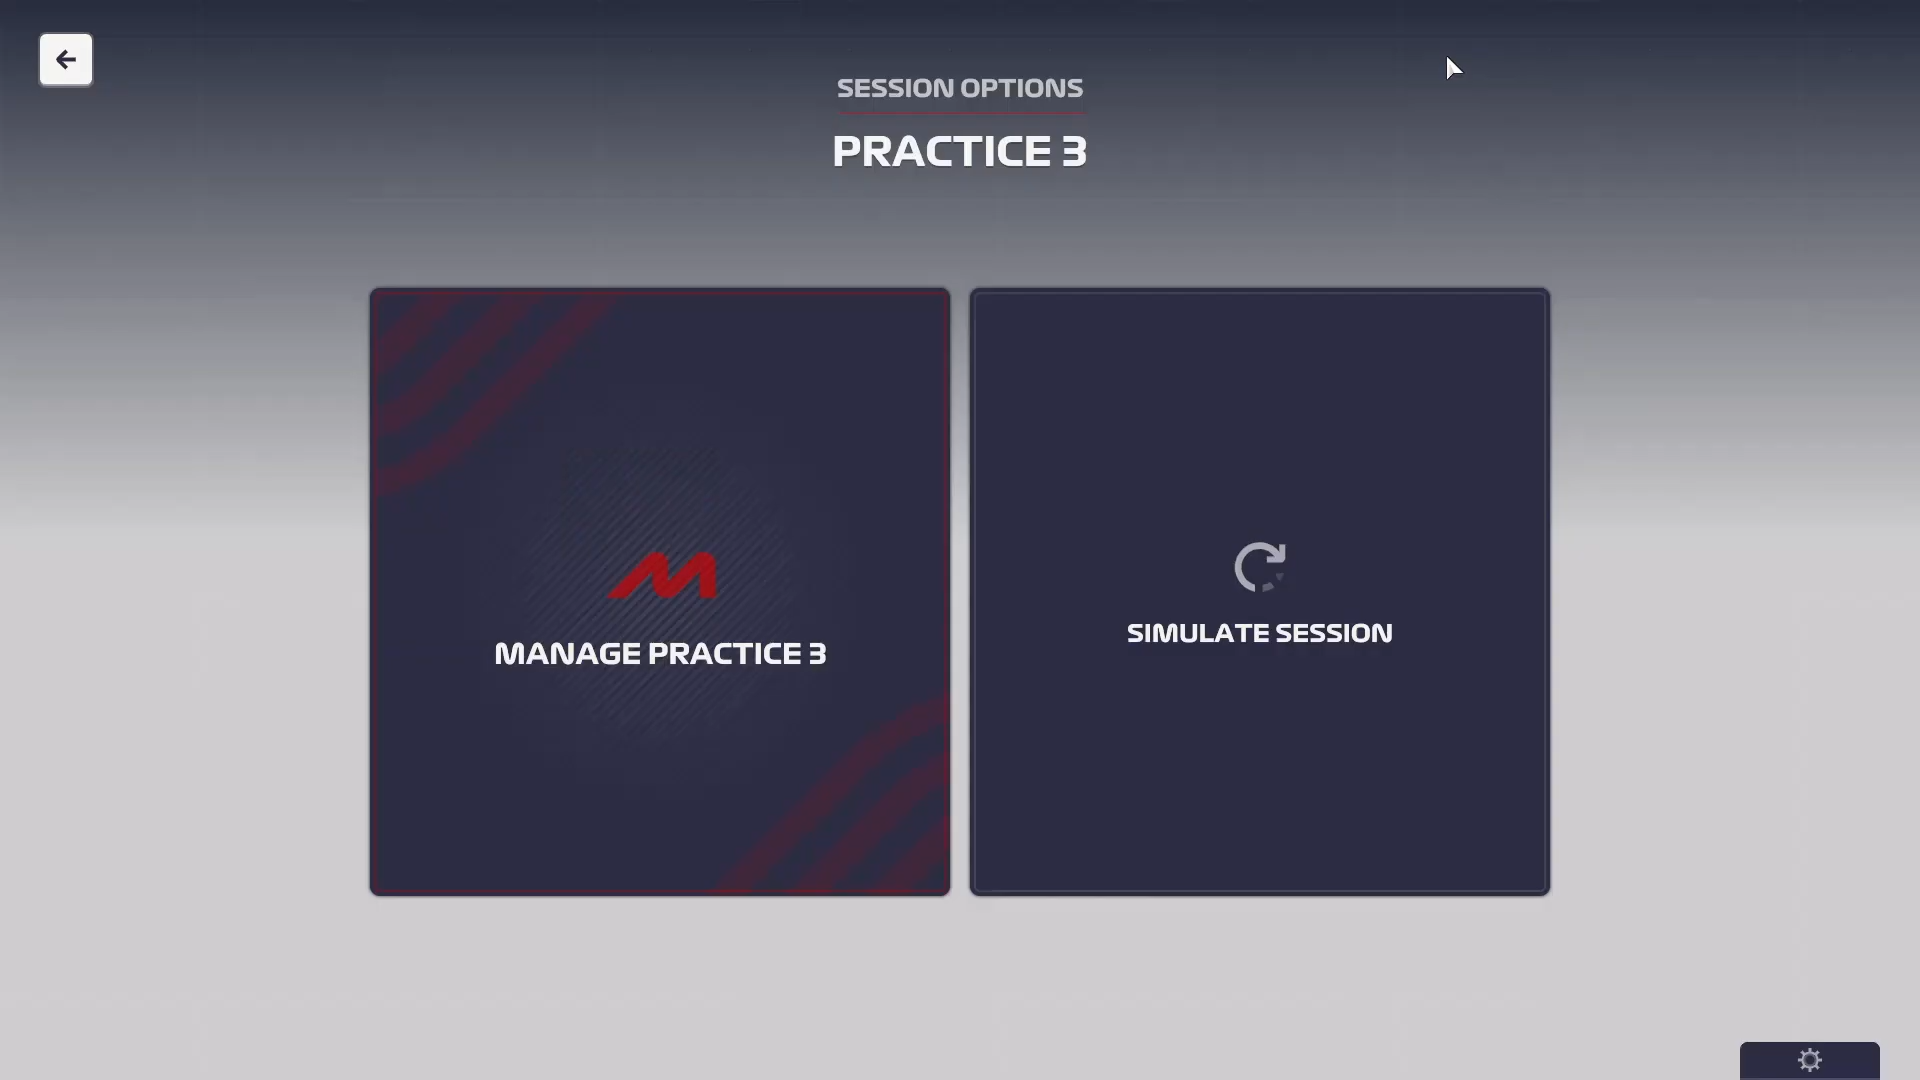 SESSION OPTIONS
PRACTICE 3
MANAGE PRACTICE 3
SIMULATE SESSION